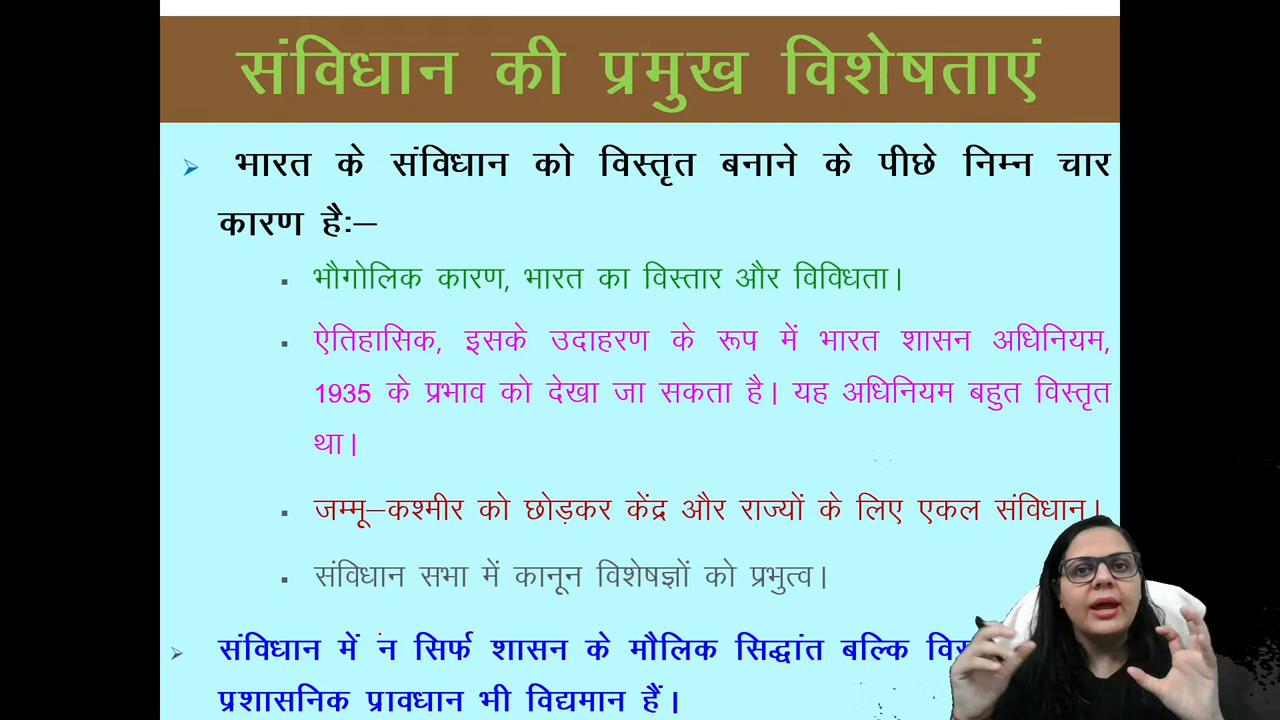 संविधान की प्रमुख विशेषताएं
भारत के संविधान को विस्तृत बनाने के पीछे निम्न चार
कारण है:—
भौगोलिक कारण, भारत का विस्तार और विविधता।
ऐतिहासिक, इसके उदाहरण के रूप में भारत शासन अधिनियम,
1935 के प्रभाव को देखा जा सकता है। यह अधिनियम बहुत विस्तृत
था।
जम्मू–कश्मीर को छोड़कर केंद्र और राज्यों के लिए एकल संविधान।
संविधान सभा में कानून विशेषज्ञों को प्रभुत्व।
संविधान में न सिर्फ शासन के मौलिक सिद्धांत बल्कि
प्रशासनिक प्रावधान भी विद्यमान हैं।